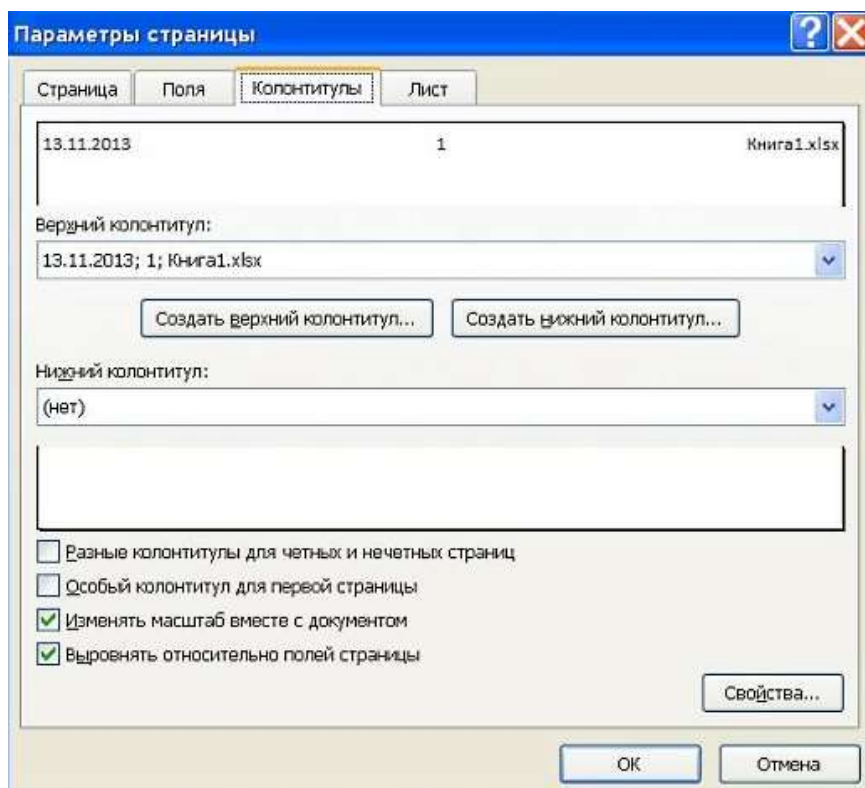 Параметры страницы
Страница Поля Колонтитулы Лист
13.11.2013 1 Книга1.xlsx
Верхний колонтитул:
13.11.2013; 1; Книга1.xlsx
Создать верхний колонтитул... Создать нижний колонтитул...
Нижний колонтитул:
(нет)
Разные колонтитулы для четных и нечетных страниц
Особый колонтитул для первой страницы
Изменять масштаб вместе с документом
Выровнять относительно полей страницы
Свойства...
ОК Отмена